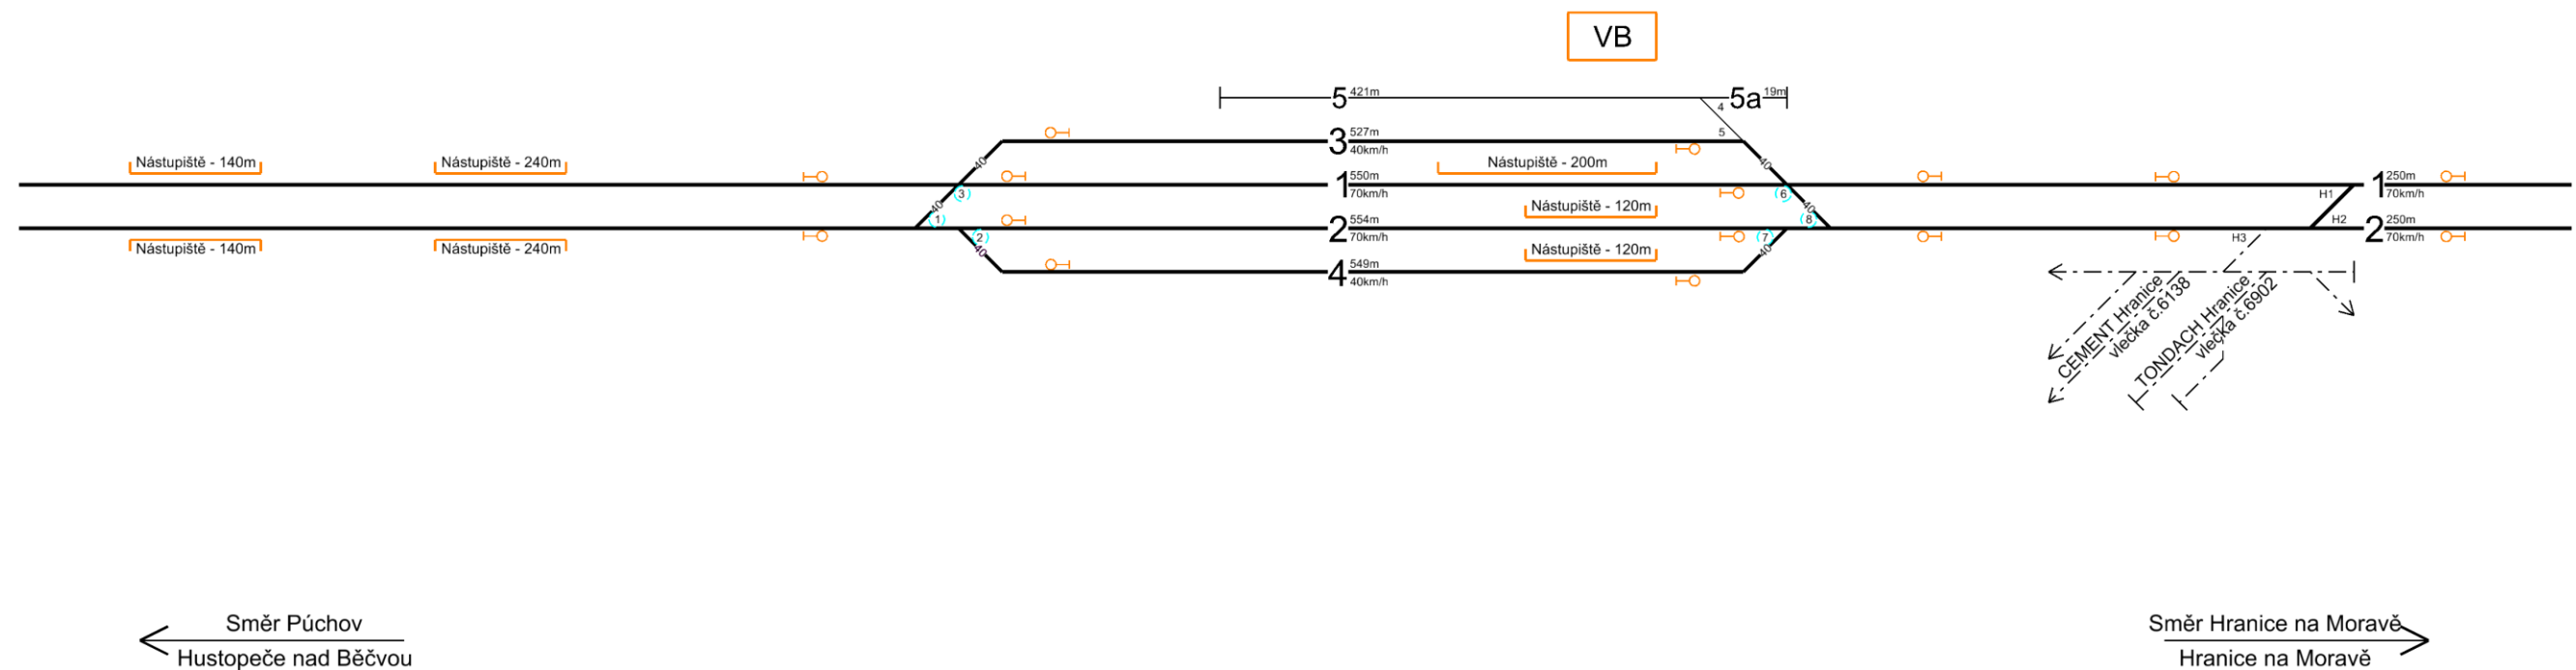 VB
5 421m
5a 19m
4
3 527m
40km/h
5
40
40
Nástupiště - 140m
Nástupiště - 240m
Nástupiště - 200m
1 550m
70km/h
(3)
(6)
1 250m
70km/h
H1
40
(1)
Nástupiště - 120m
40
(8)
H2
2 554m
70km/h
(2)
(7)
H3
2 250m
70km/h
Nástupiště - 140m
Nástupiště - 240m
40
Nástupiště - 120m
40
4 549m
40km/h
CEMENT Hranice
vlečka č.6138
TONDACH Hranice
vlečka č.6902
Směr Púchov
Hustopeče nad Běčvou
Směr Hranice na Moravě
Hranice na Moravě